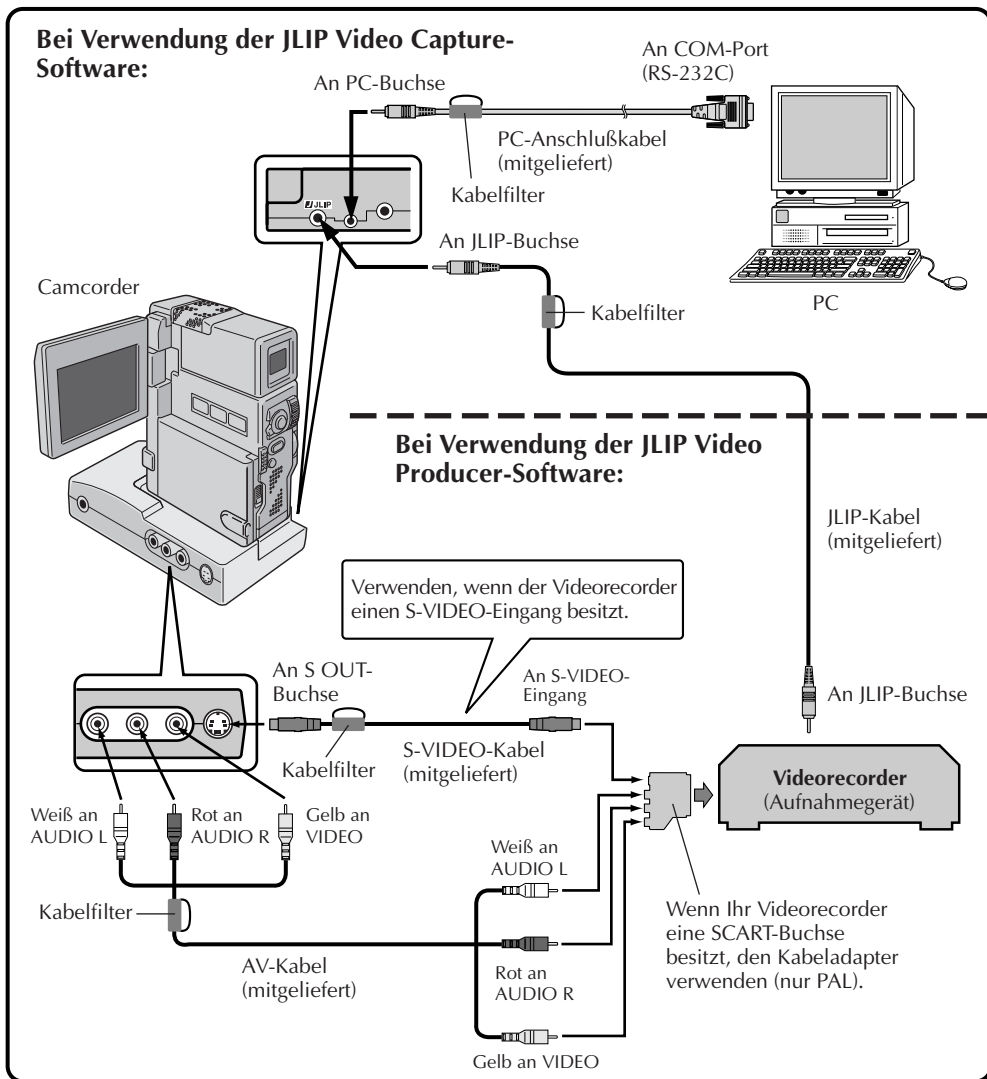 Bei Verwendung der JLIP Video Capture-
Software:
An PC-Buchse
An COM-Port
(RS-232C)
PC-Anschlußkabel
(mitgeliefert)
Kabelfilter
JLIP
An JLIP-Buchse
Kabelfilter
PC
Camcorder
Bei Verwendung der JLIP Video
Producer-Software:
JLIP-Kabel
(mitgeliefert)
Verwenden, wenn der Videorecorder
einen S-VIDEO-Eingang besitzt.
An S OUT-
Buchse
An S-VIDEO-
Eingang
An JLIP-Buchse
Kabelfilter
S-VIDEO-Kabel
(mitgeliefert)
Videorecorder
(Aufnahmegerät)
Weiß an
AUDIO L
Rot an
AUDIO R
Gelb an
VIDEO
Weiß an
AUDIO L
Kabelfilter
AV-Kabel
(mitgeliefert)
Rot an
AUDIO R
Wenn Ihr Videorecorder
eine SCART-Buchse
besitzt, den Kabeladapter
verwenden (nur PAL).
Gelb an VIDEO